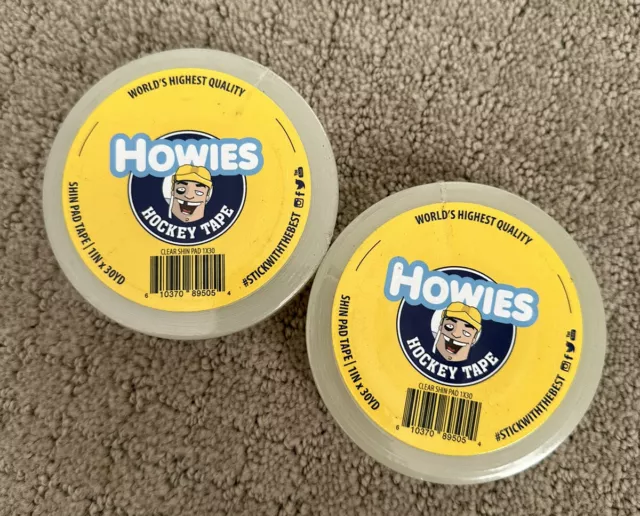 WORLD'S HIGHEST QUALITY
HOWIES
HOCKEY TAPE
SHIN PAD TAPE | 1IN x 30YD
#STICKWITHTHEBEST
CLEAR SHIN PAD 1X30
6 10370 89505 4
WORLD'S HIGHEST QUALITY
HOWIES
HOCKEY TAPE
SHIN PAD TAPE | 1IN x 30YD
#STICKWITHTHEBEST
CLEAR SHIN PAD 1X30
6 10370 89505 4